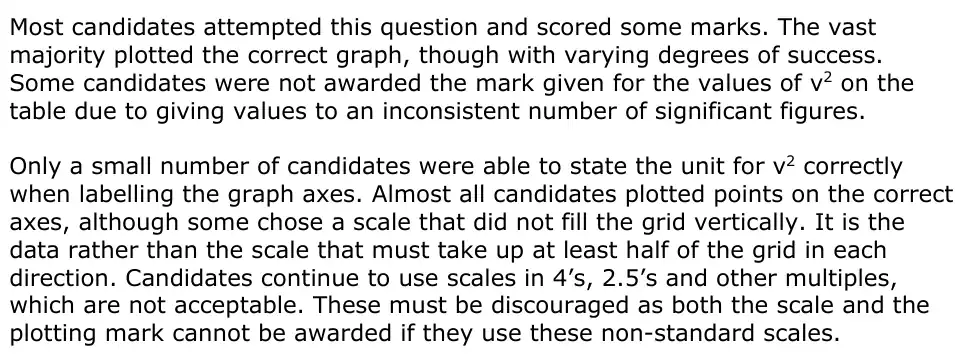 Most candidates attempted this question and scored some marks. The vast
majority plotted the correct graph, though with varying degrees of success.
Some candidates were not awarded the mark given for the values of v² on the
table due to giving values to an inconsistent number of significant figures.
Only a small number of candidates were able to state the unit for v² correctly
when labelling the graph axes. Almost all candidates plotted points on the correct
axes, although some chose a scale that did not fill the grid vertically. It is the
data rather than the scale that must take up at least half of the grid in each
direction. Candidates continue to use scales in 4’s, 2.5’s and other multiples,
which are not acceptable. These must be discouraged as both the scale and the
plotting mark cannot be awarded if they use these non-standard scales.